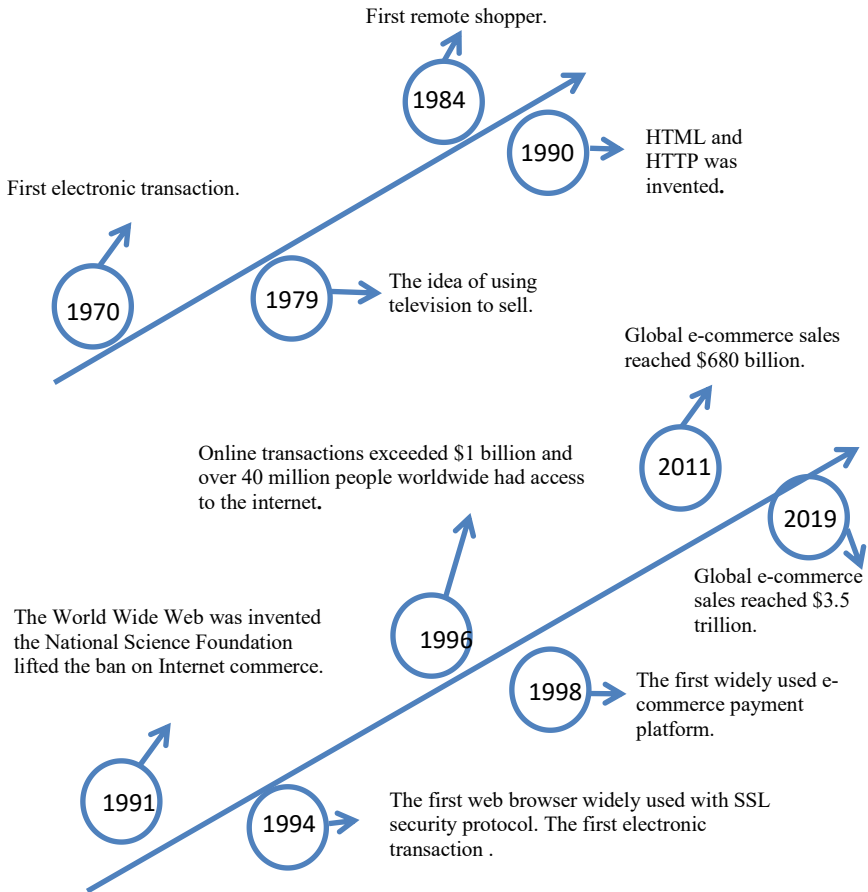 First remote shopper.
1984
1990
HTML and
HTTP was
invented.
First electronic transaction.
1970
1979
The idea of using
television to sell.
Global e-commerce sales
reached $680 billion.
Online transactions exceeded $1 billion and
over 40 million people worldwide had access
to the internet.
2011
2019
Global e-commerce
sales reached $3.5
trillion.
The World Wide Web was invented
the National Science Foundation
lifted the ban on Internet commerce.
1996
1998
The first widely used e-
commerce payment
platform.
1991
1994
The first web browser widely used with SSL
security protocol. The first electronic
transaction .